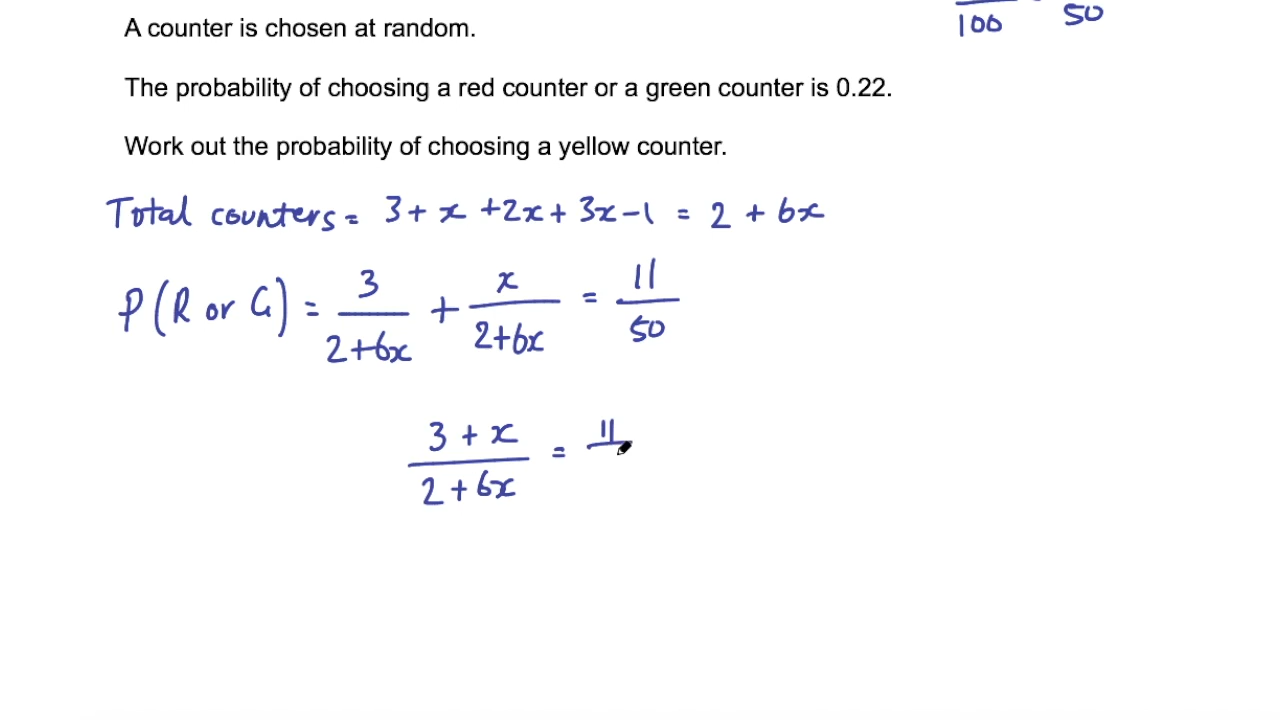 100 50
A counter is chosen at random.
The probability of choosing a red counter or a green counter is 0.22.
Work out the probability of choosing a yellow counter.
Total counters = 3 + x + 2x + 3x - 1 = 2 + 6x
P(R or G) = 3/2+6x + x/2+6x = 11/50
3 + x/2 + 6x = 11